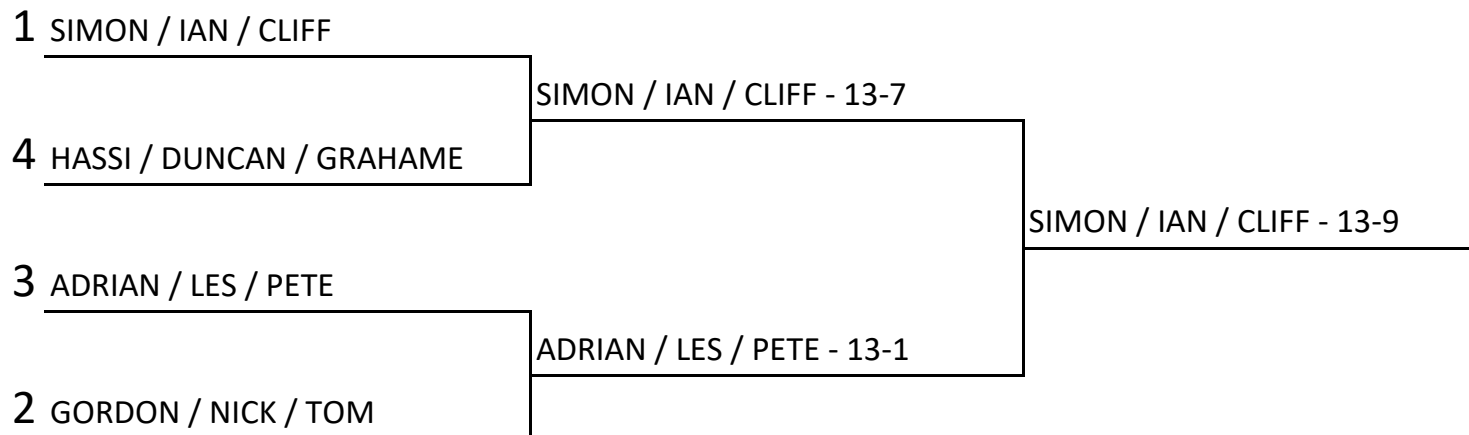 1 SIMON / IAN / CLIFF
SIMON / IAN / CLIFF - 13-7
4 HASSI / DUNCAN / GRAHAME
SIMON / IAN / CLIFF - 13-9
3 ADRIAN / LES / PETE
ADRIAN / LES / PETE - 13-1
2 GORDON / NICK / TOM